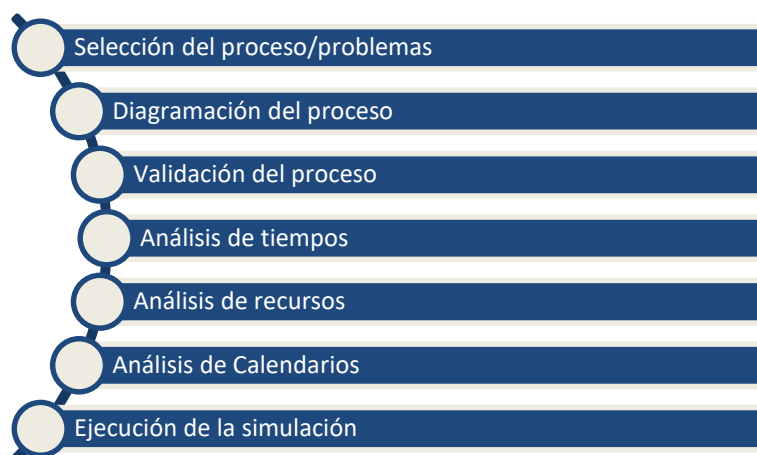 Selección del proceso/problemas
Diagramación del proceso
Validación del proceso
Análisis de tiempos
Análisis de recursos
Análisis de Calendarios
Ejecución de la simulación